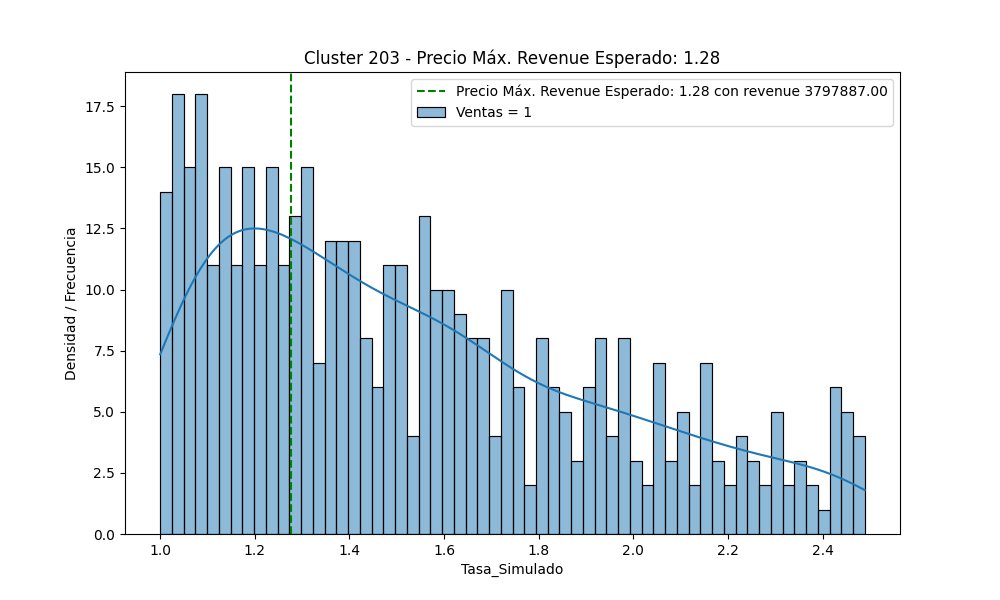 Cluster 203 - Precio Máx. Revenue Esperado: 1.28
Precio Máx. Revenue Esperado: 1.28 con revenue 3797887.00
Ventas = 1
Densidad / Frecuencia
17.5
15.0
12.5
10.0
7.5
5.0
2.5
0.0
1.0 1.2 1.4 1.6 1.8 2.0 2.2 2.4
Tasa_Simulado